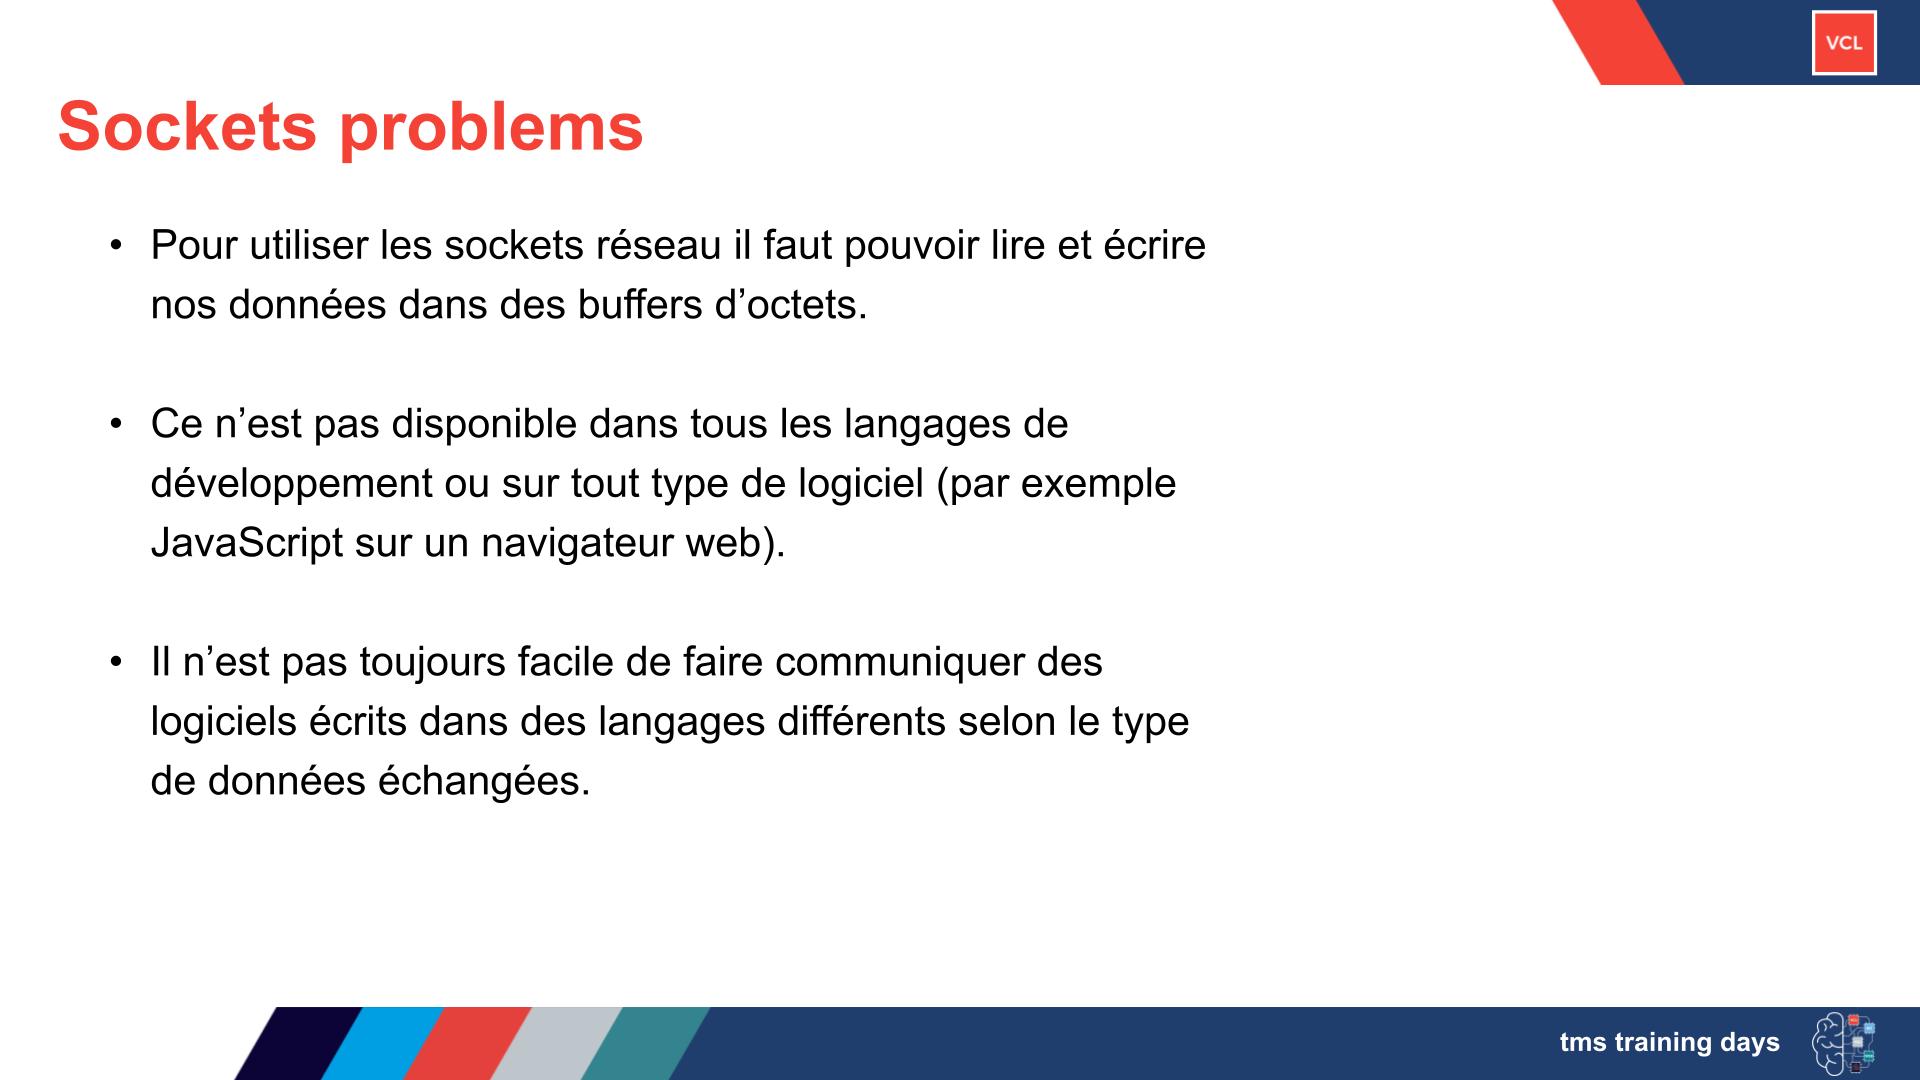 VCL
Sockets problems
• Pour utiliser les sockets réseau il faut pouvoir lire et écrire
nos données dans des buffers d’octets.
• Ce n’est pas disponible dans tous les langages de
développement ou sur tout type de logiciel (par exemple
JavaScript sur un navigateur web).
• Il n’est pas toujours facile de faire communiquer des
logiciels écrits dans des langages différents selon le type
de données échangées.
tms training days